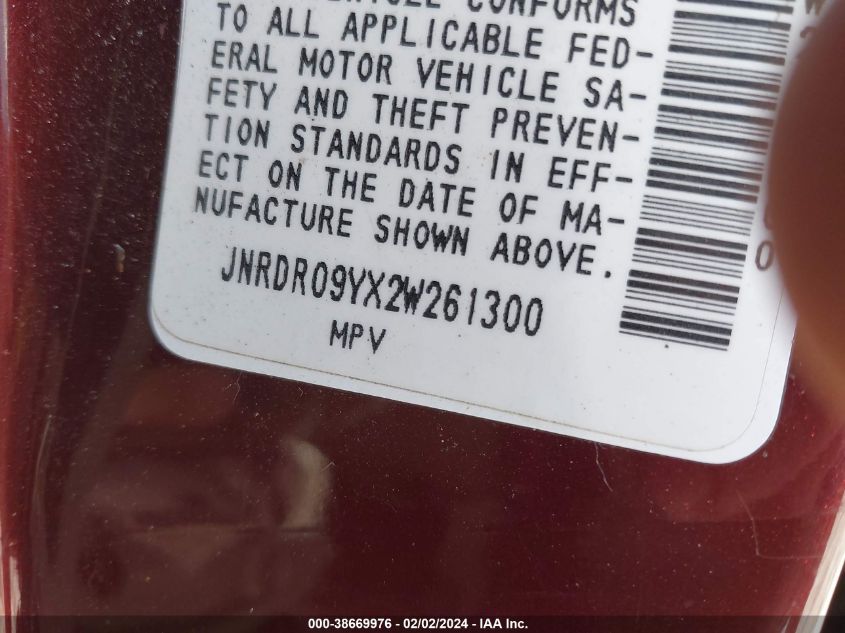 CONFORMS
TO ALL APPLICABLE FED-
ERAL MOTOR VEHICLE SA-
FETY AND THEFT PREVEN-
TION STANDARDS IN EFF-
ECT ON THE DATE OF MA-
NUFACTURE SHOWN ABOVE.
JNRDR09YX2W261300
MPV
000-38669976 - 02/02/2024 - IAA Inc.